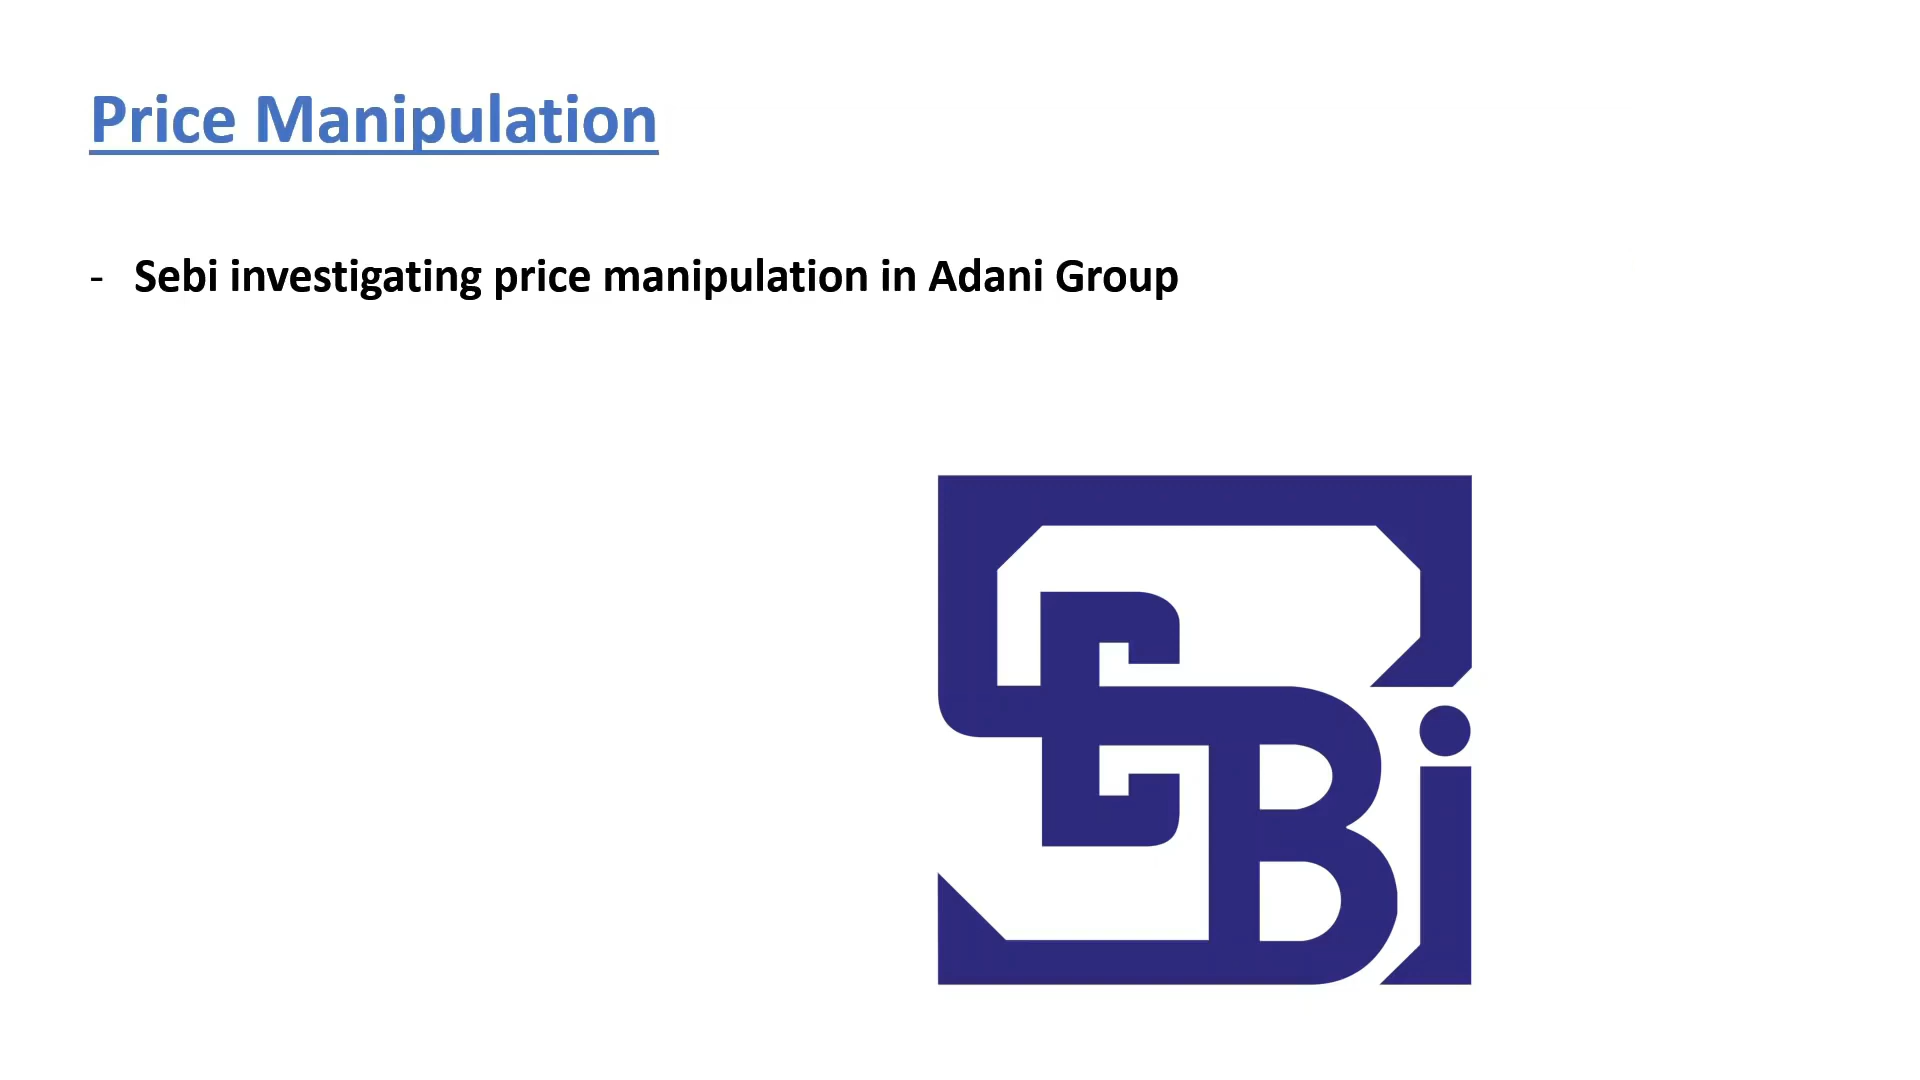 Price Manipulation
- Sebi investigating price manipulation in Adani Group
SEBi